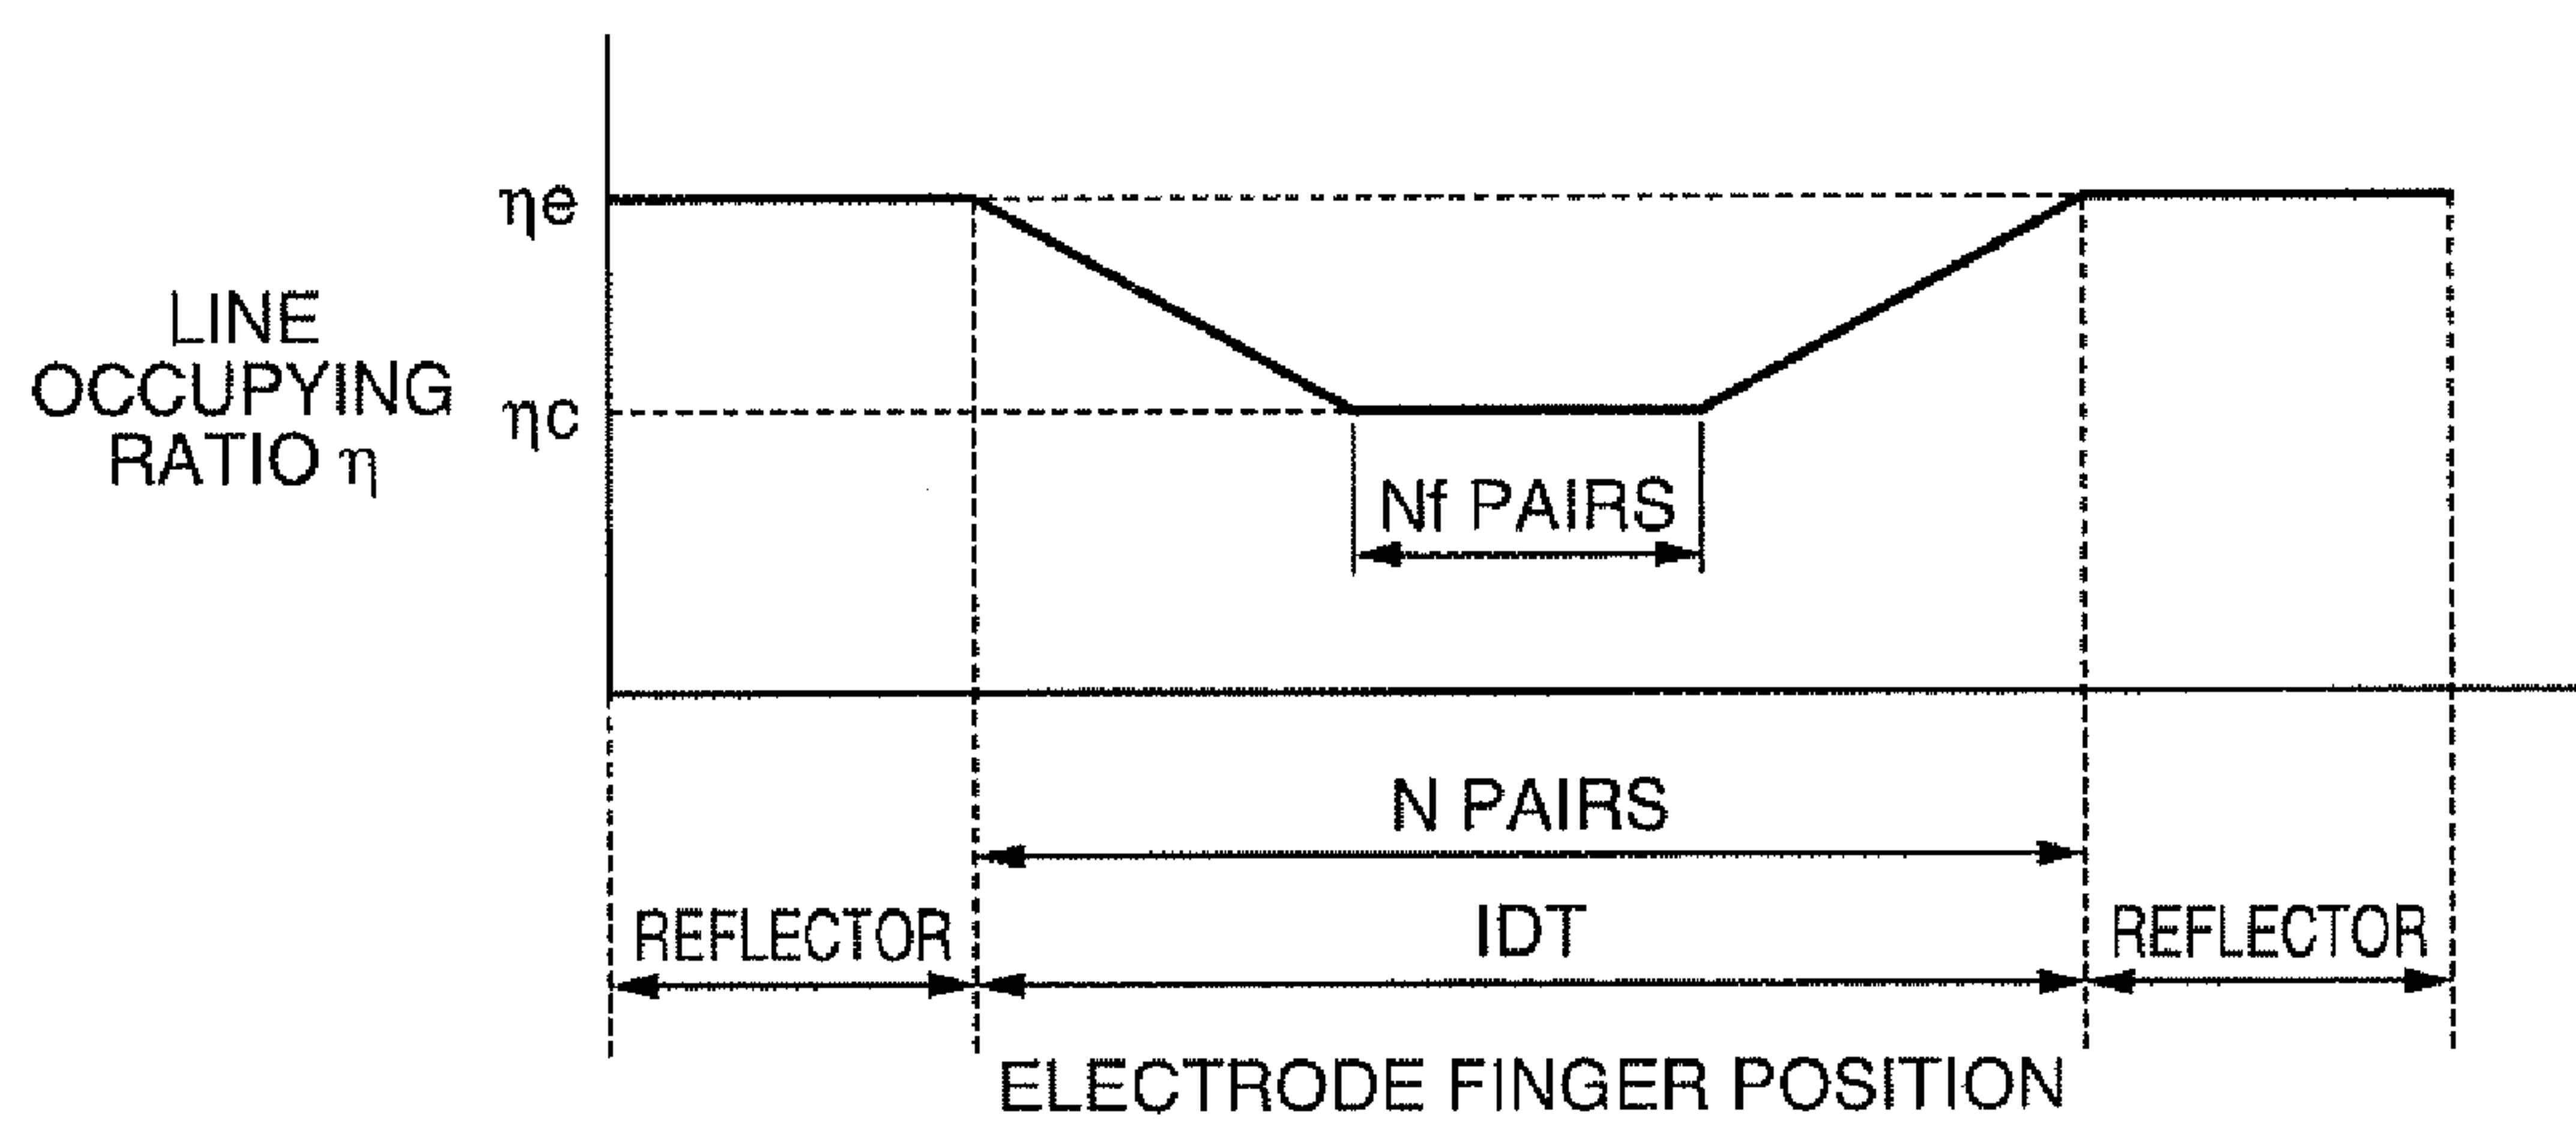 ηe
LINE
OCCUPYING
RATIO η
ηc
Nf PAIRS
N PAIRS
REFLECTOR
IDT
REFLECTOR
ELECTRODE FINGER POSITION